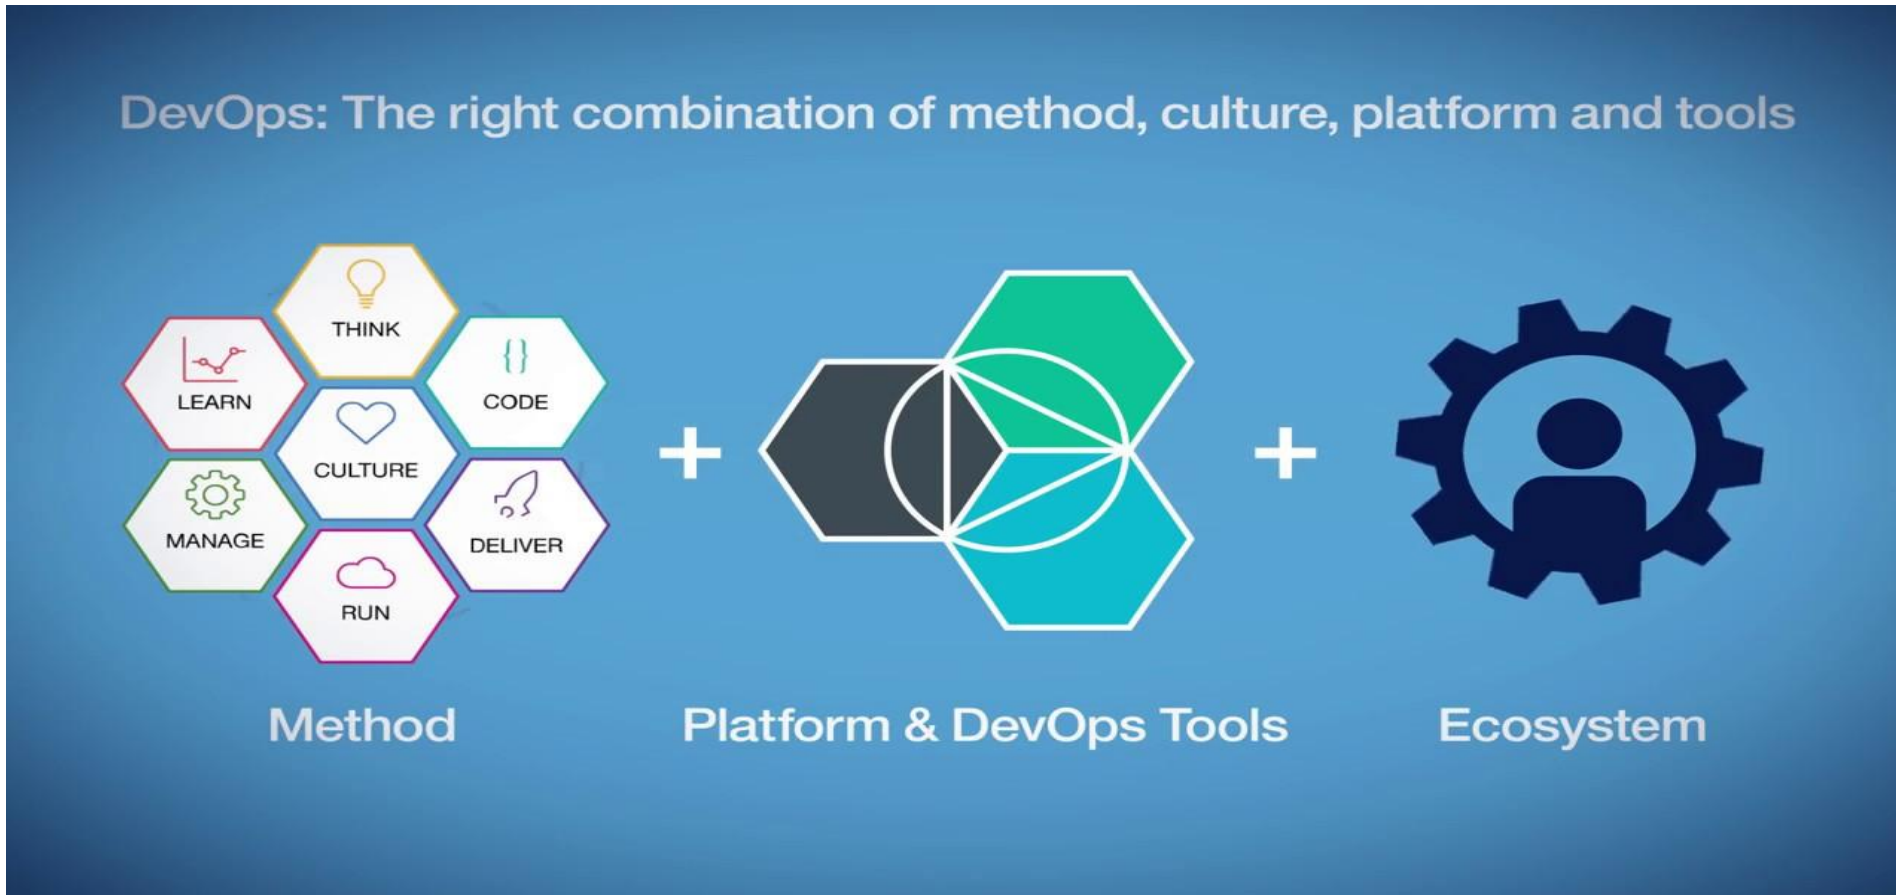 DevOps: The right combination of method, culture, platform and tools
THINK
LEARN
CODE
CULTURE
MANAGE
DELIVER
RUN
Method
Platform & DevOps Tools
Ecosystem